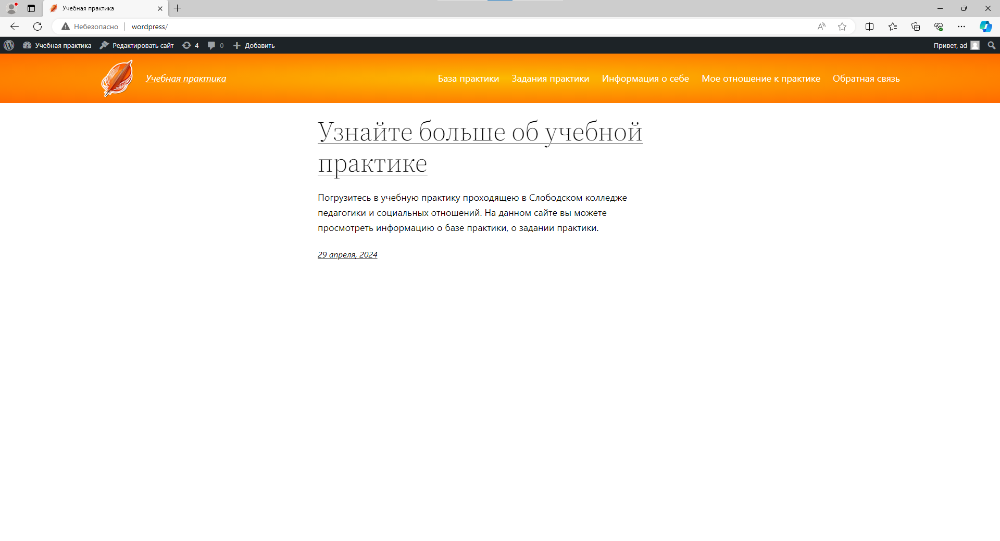 Учебная практика
Небезопасно wordpress/
Учебная практика Редактировать сайт 4 0 Добавить Привет, ad
Учебная практика База практики Задания практики Информация о себе Мое отношение к практике Обратная связь
Узнайте больше об учебной
практике
Погрузитесь в учебную практику проходящею в Слободском колледже
педагогики и социальных отношений. На данном сайте вы можете
просмотреть информацию о базе практики, о задании практики.
29 апреля, 2024